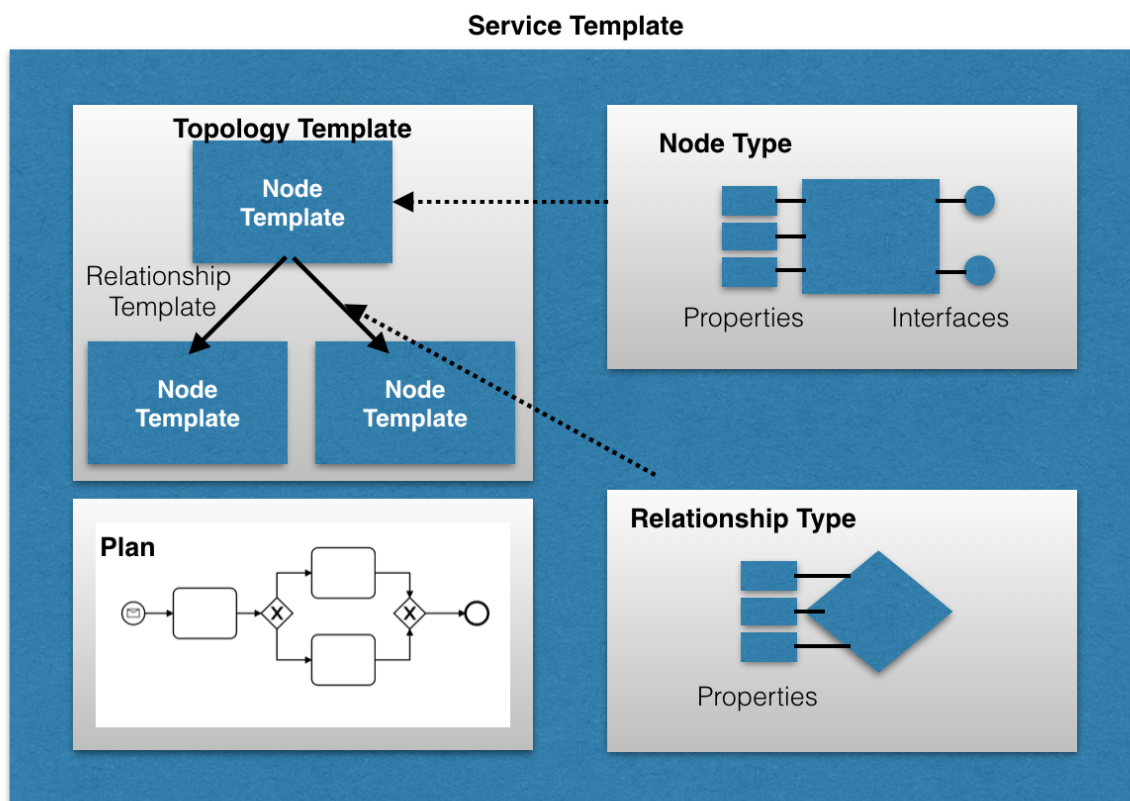 Service Template
Topology Template
Node
Template
Relationship
Template
Node
Template
Node
Template
Node Type
Properties
Interfaces
Plan
X
X
Relationship Type
Properties